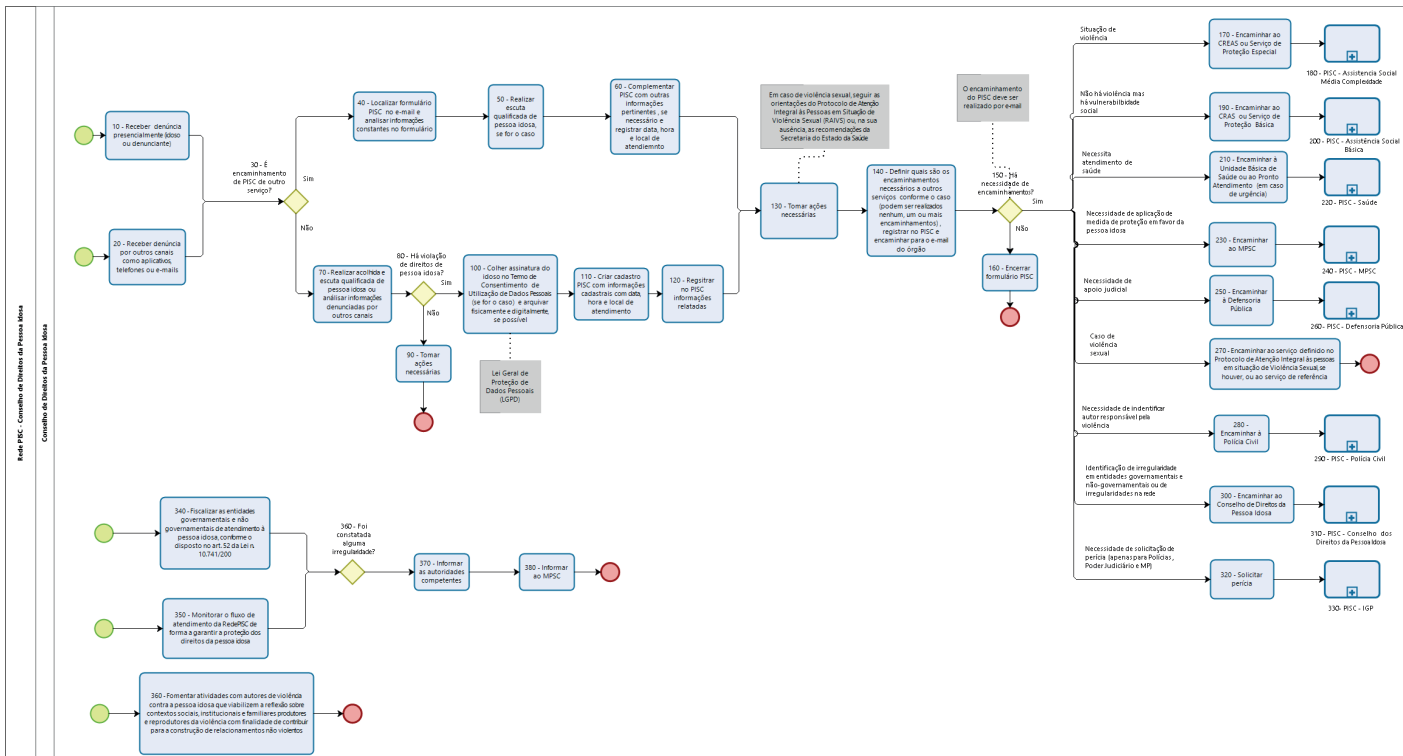 Rede PISC - Conselho de Direitos da Pessoa Idosa
Conselho de Direitos da Pessoa Idosa
10 - Receber denúncia
presencialmente (idoso
ou denunciante)
20 - Receber denúncia
por outros canais
como aplicativos,
telefones ou e-mails
30 - É
encaminhamento
de PISC de outro
serviço?
Sim
Não
40 - Localizar formulário
PISC no e-mail e
analisar informações
constantes no formulário
50 - Realizar
escuta
qualificada de
pessoa idosa,
se for o caso
60 - Complementar
PISC com outras
informações
pertinentes , se
necessário e
registrar data, hora
e local de
atendiemnto
70 - Realizar acolhida e
escuta qualificada de
pessoa idosa ou
análisar informações
denunciadas por
outros canais
80 - Há violação
de direitos de
pessoa idosa?
Sim
Não
90 - Tomar
ações
necessárias
100 - Colher assinatura do
idoso no Temo de
Consentimento de
Utilização de Dados Pessoais
(se for o caso) e arquivar
fisicamente e digitalmente,
se possível
Lei Geral de
Proteção de
Dados Pessoais
(LGPD)
110 - Criar cadastro
PISC com informações
cadastrais com data,
hora e local de
atendimento
120 - Regsitrar
no PISC
informações
relatadas
Em caso de violência sexual, seguir as
orientações do Protocolo de Atenção
Integral ás Pessoas em Situação de
Violência Sexual (RAIVS) ou, na sua
ausência, as recomendações da
Secretaria do Estado da Saúde
130 - Tomar ações
necessárias
140 - Definir quais são os
encaminhamentos
necessários a outros
serviços conforme o caso
(podem ser realizados
nenhum, um ou mais
encaminhamentos) ,
registrar no PISC e
encaminhar para o e-mail
do órgão
O encaminhamento
do PISC deve ser
realizado por e-mail
150 - Há
necessidade de
encaminhamentos?
Sim
Não
160 - Encerrar
formulário PISC
Situação de
violência
170 - Encaminhar ao
CREAS ou Serviço de
Proteção Especial
180 - PISC - Assistencia Social
Média Complexidade
Não há violência mas
há vulnerabilidade
social
190 - Encaminhar ao
CRAS ou Serviço de
Proteção Básica
200 - PISC - Assistência Social
Básica
Necessita
atendimento de
saúde
210 - Encaminhar à
Unidade Básica de
Saúde ou ao Pronto
Atendimento (em caso
de urgência)
220 - PISC - Saúde
Necessidade de aplicação de
medida de proteção em favor da
pessoa idosa
230 - Encaminhar
ao MPSC
240 - PISC - MPSC
Necessidade de
apoio judicial
250 - Encaminhar
à Defensoria
Pública
260 - PISC - Defensoria Pública
Caso de
violência
sexual
270 - Encaminhar ao serviço definido no
Protocolo de Atenção Integral ás pessoas
em situação de Violência Sexual, se
houver, ou ao serviço de referência
Necessidade de indentificar
autor responsável pela
violência
280 -
Encaminhar à
Polícia Civil
290 - PISC - Polícia Civil
Identificação de irregularidade
em entidades governamentais e
não-governamentais ou de
irregularidades na rede
300 - Encaminhar ao
Conselho de Direitos da
Pessoa Idosa
310 - PISC - Conselho dos
Direitos da Pessoa Idosa
Necessidade de solicitação de
perícia (apenas para Polícias ,
Poder Judiciário e MP)
320 - Solicitar
perícia
330 - PISC - IGP
340 - Fiscalizar as entidades
governamentais e não
governamentais de atendimento à
pessoa idosa, conforme o
disposto no art. 52 da Lei n.
10.741/200
350 - Monitorar o fluxo de
atendimento da RedePISC de
forma a garantir a proteção dos
direitos da pessoa idosa
360 - Foi
constatada
alguma
irregularidade?
370 - Informar
as autoridades
competentes
380 - Informar
ao MPSC
360 - Fomentar atividades com autores de violência
contra a pessoa idosa que viabilizem a reflexão sobre
contextos sociais, institucionais e familiares produtores
e reprodutores da violência com finalidade de contribuir
para a construção de relacionamentos não violentos